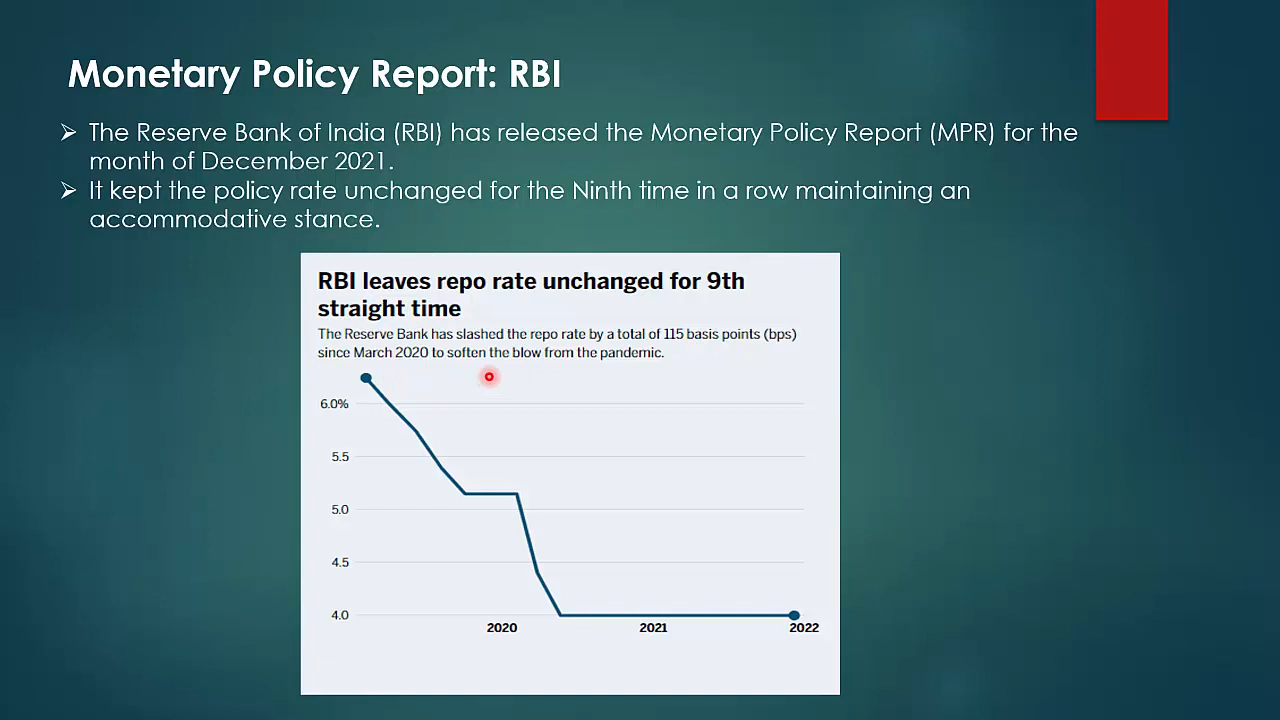 Monetary Policy Report: RBI
➢ The Reserve Bank of India (RBI) has released the Monetary Policy Report (MPR) for the
month of December 2021.
➢ It kept the policy rate unchanged for the Ninth time in a row maintaining an
accommodative stance.
RBI leaves repo rate unchanged for 9th
straight time
The Reserve Bank has slashed the repo rate by a total of 115 basis points (bps)
since March 2020 to soften the blow from the pandemic.
6.0%
5.5
5.0
4.5
4.0
2020 2021 2022